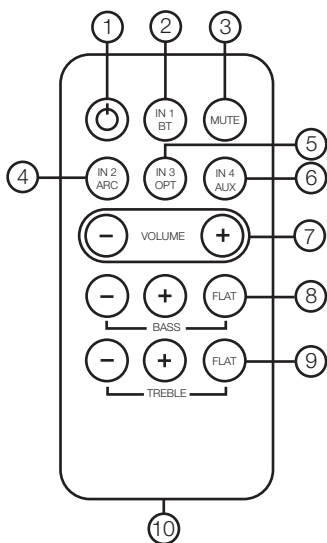 1 2 3
IN 1
BT
MUTE
4
IN 2
ARC
IN 3
OPT
IN 4
AUX
5
6
− VOLUME + 7
− + FLAT 8
BASS
− + FLAT 9
TREBLE
10